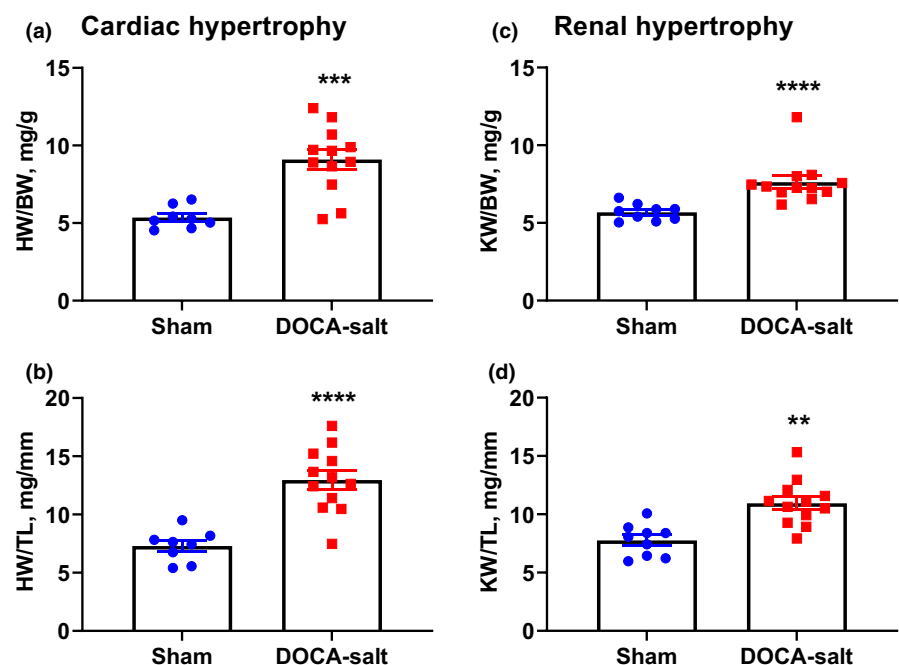 (a) Cardiac hypertrophy
HW/BW, mg/g
15
10
5
0
***
Sham DOCA-salt
(c) Renal hypertrophy
KW/BW, mg/g
15
10
5
0
****
Sham DOCA-salt
(b)
HW/TL, mg/mm
20
15
10
5
0
****
Sham DOCA-salt
(d)
KW/TL, mg/mm
20
15
10
5
0
**
Sham DOCA-salt